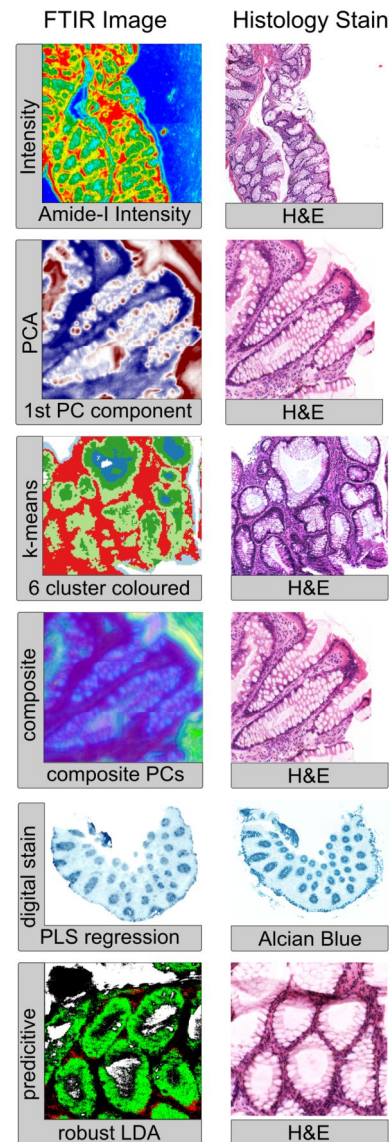 FTIR Image
Histology Stain
Intensity
Amide-I Intensity
H&E
PCA
1st PC component
H&E
k-means
6 cluster coloured
H&E
composite
composite PCs
H&E
digital stain
PLS regression
Alcian Blue
predicitive
robust LDA
H&E